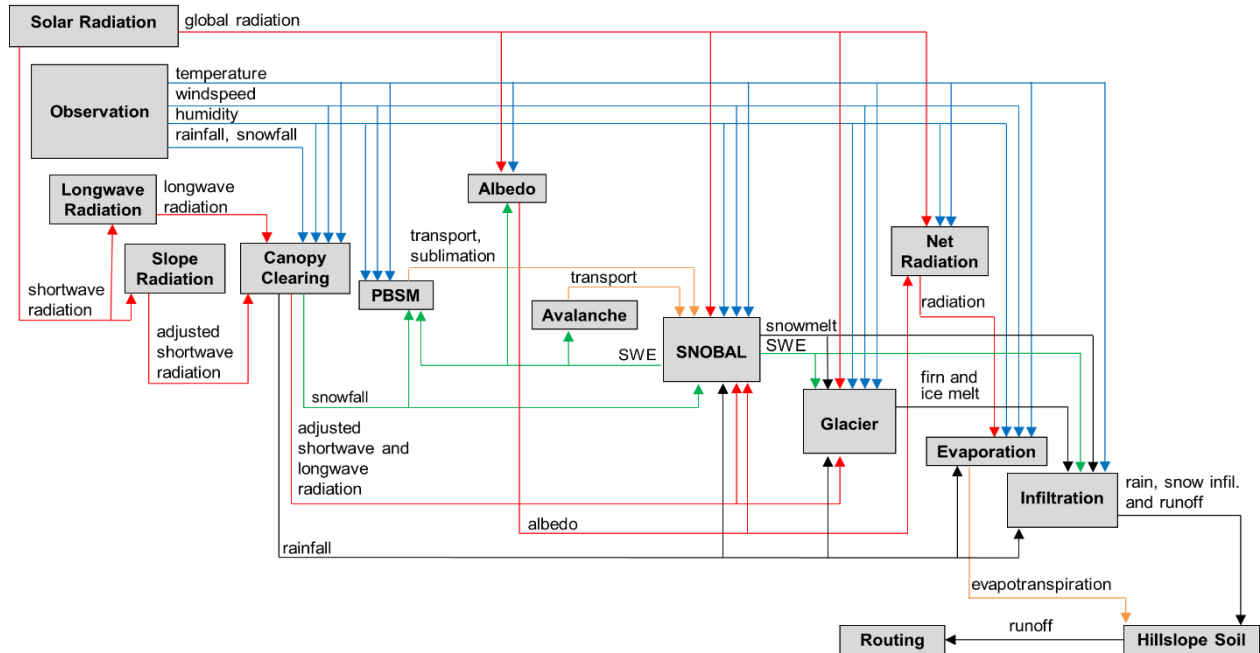 Solar Radiation
global radiation
Observation
temperature
windspeed
humidity
rainfall, snowfall
Longwave
Radiation
longwave
radiation
Albedo
Slope
Radiation
Canopy
Clearing
transport,
sublimation
Net
Radiation
shortwave
radiation
PBSM
transport
Avalanche
radiation
adjusted
shortwave
radiation
SWE
SNOBAL
snowmelt
SWE
snowfall
firn and
ice melt
Glacier
adjusted
shortwave and
longwave
radiation
Evaporation
Infiltration
rain, snow infil.
and runoff
albedo
rainfall
evapotranspiration
Routing
runoff
Hillslope Soil